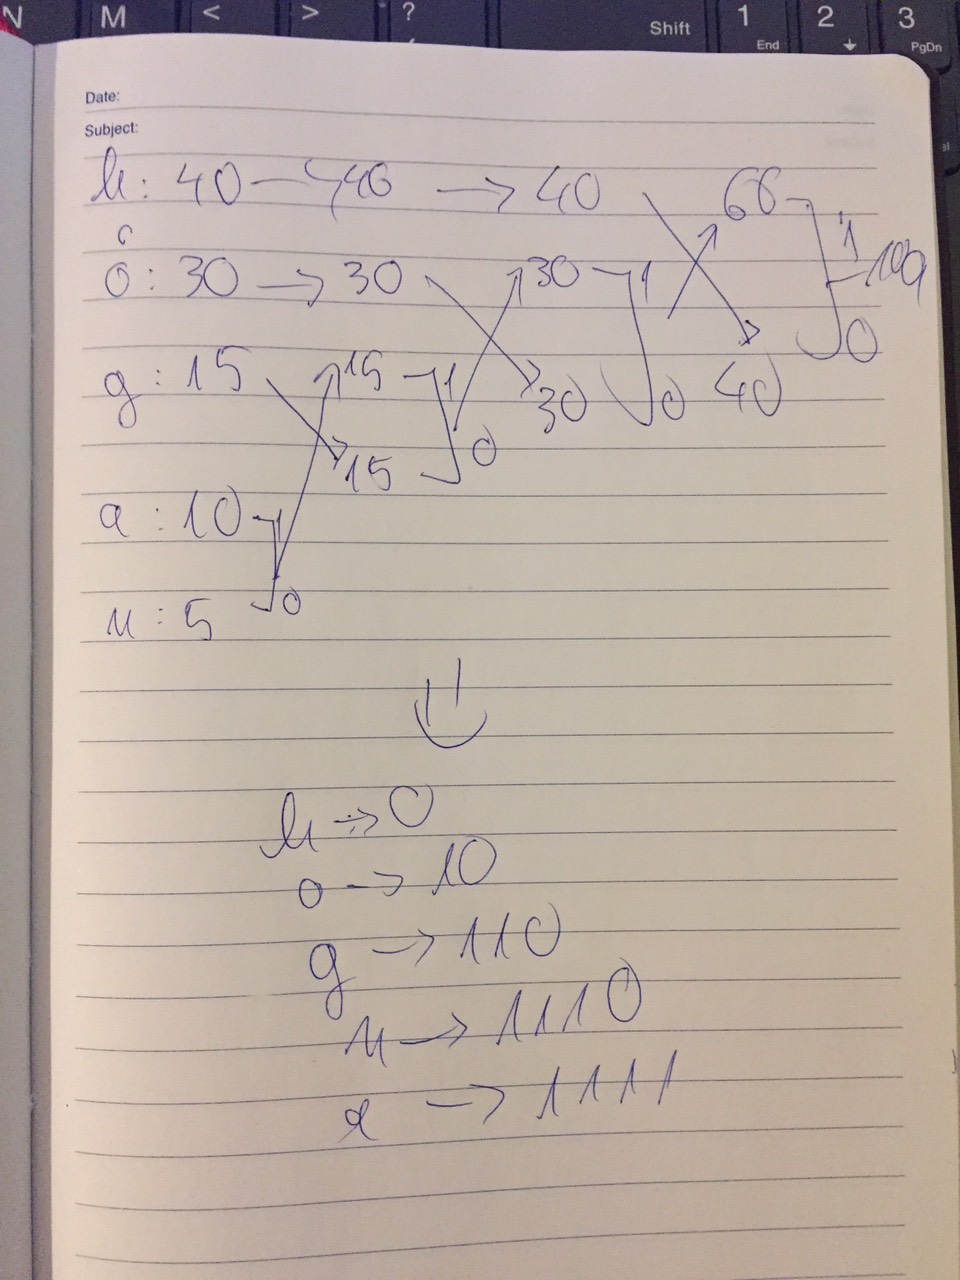 N M < > ? Shift 1 End 2 3 PgDn
Date:
Subject:
h: 40 → 40 → 40 60 1
ô: 30 → 30 30 1 100
0
g: 15 15 1 30 0 40
15 0
a: 10 1
u: 5 0
h → 0
o → 10
g → 110
u → 1110
a → 1111